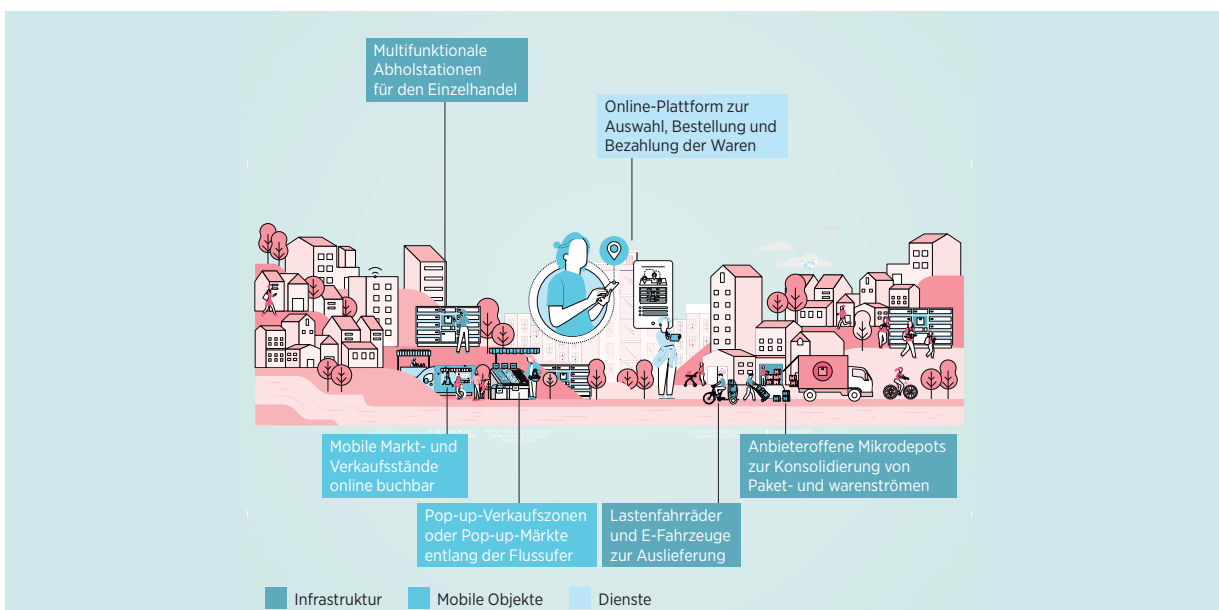 Multifunktionale
Abholstationen
für den Einzelhandel
Online-Plattform zur
Auswahl, Bestellung und
Bezahlung der Waren
Mobile Markt- und
Verkaufsstände
online buchbar
Anbieteroffene Mikrodepots
zur Konsolidierung von
Paket- und warenströmen
Pop-up-Verkaufszonen
oder Pop-up-Märkte
entlang der Flussufer
Lastenfahrräder
und E-Fahrzeuge
zur Auslieferung
Infrastruktur
Mobile Objekte
Dienste